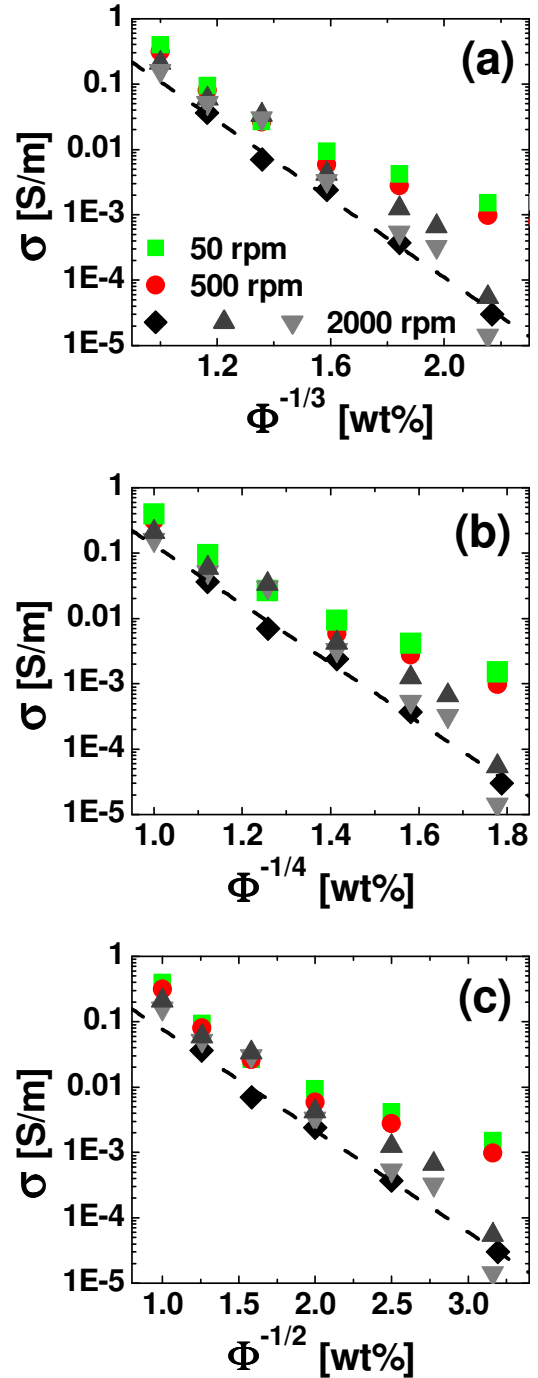 (a)
1
0.1
0.01
1E-3
1E-4
1E-5
σ [S/m]
50 rpm
500 rpm
2000 rpm
1.2 1.6 2.0
Φ^-1/3 [wt%]
(b)
1
0.1
0.01
1E-3
1E-4
1E-5
σ [S/m]
1.0 1.2 1.4 1.6 1.8
Φ^-1/4 [wt%]
(c)
1
0.1
0.01
1E-3
1E-4
1E-5
σ [S/m]
1.0 1.5 2.0 2.5 3.0
Φ^-1/2 [wt%]